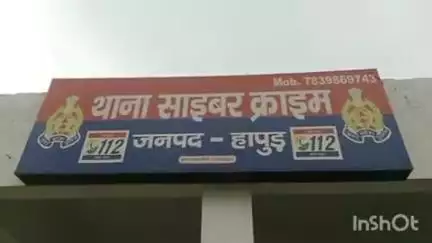 Mob. 7839869743
थाना साइबर क्राइम
112 जनपद - हापुड़ 112
InShOt